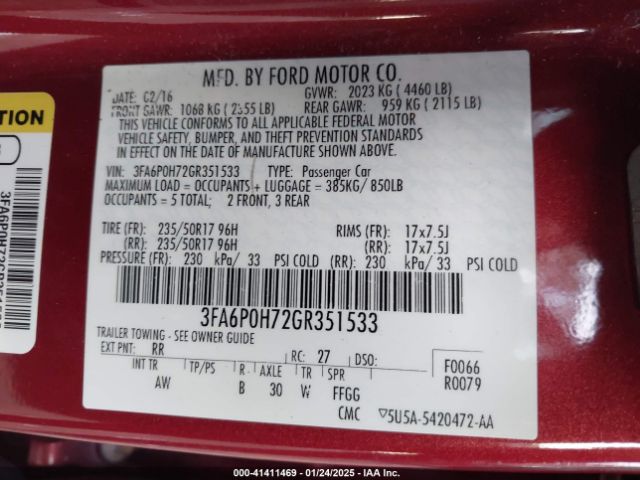 MFD. BY FORD MOTOR CO.
DATE: 02/16 GVWR: 2023 KG ( 4460 LB)
FRONT GAWR: 1068 KG ( 2355 LB) REAR GAWR: 959 KG ( 2115 LB)
THIS VEHICLE CONFORMS TO ALL APPLICABLE FEDERAL MOTOR
VEHICLE SAFETY, BUMPER, AND THEFT PREVENTION STANDARDS
IN EFFECT ON THE DATE OF MANUFACTURE SHOWN ABOVE.
VIN: 3FA6P0H72GR351533 TYPE: Passenger Car
MAXIMUM LOAD = OCCUPANTS + LUGGAGE = 385KG/ 850LB
OCCUPANTS = 5 TOTAL; 2 FRONT, 3 REAR
TIRE (FR): 235/50R17 96H RIMS (FR): 17x7.5J
(RR): 235/50R17 96H (RR): 17x7.5J
PRESSURE (FR): 230 kPa/ 33 PSI COLD (RR): 230 kPa/ 33 PSI COLD
3FA6P0H72GR351533
TRAILER TOWING - SEE OWNER GUIDE
EXT PNT: RR RC: 27 DSO: F0066
INT TR TP/PS R AXLE TR SPR R0079
AW B 30 W FFGG
CMC ▽5U5A-5420472-AA
000-41411469 - 01/24/2025 - IAA Inc.